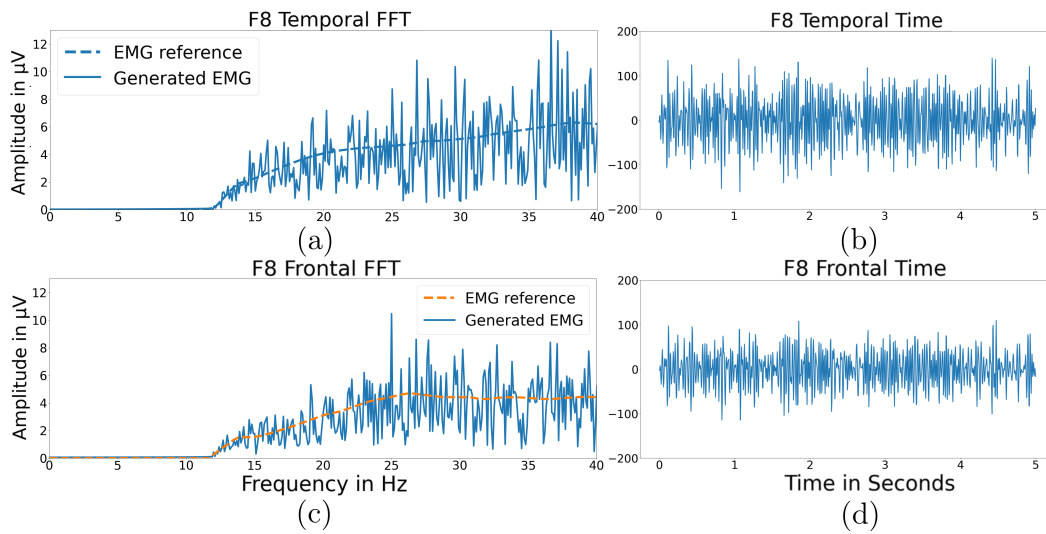 F8 Temporal FFT
Amplitude in µV
12
10
8
6
4
2
0
EMG reference
Generated EMG
0 5 10 15 20 25 30 35 40
(a)
F8 Temporal Time
200
100
0
−100
−200
0 1 2 3 4 5
(b)
F8 Frontal FFT
Amplitude in µV
12
10
8
6
4
2
0
EMG reference
Generated EMG
0 5 10 15 20 25 30 35 40
Frequency in Hz
(c)
F8 Frontal Time
200
100
0
−100
−200
0 1 2 3 4 5
Time in Seconds
(d)